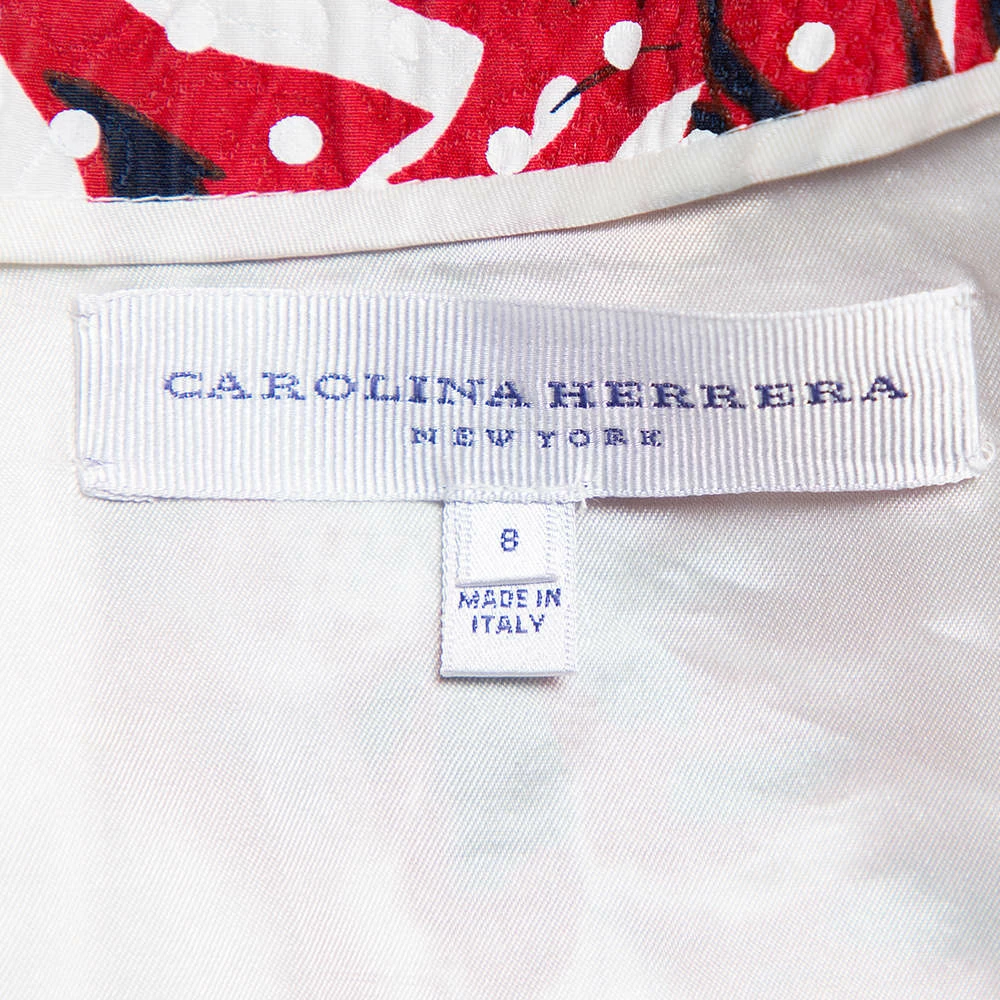 CAROLINA HERRERA
NEW YORK
8
MADE IN
ITALY